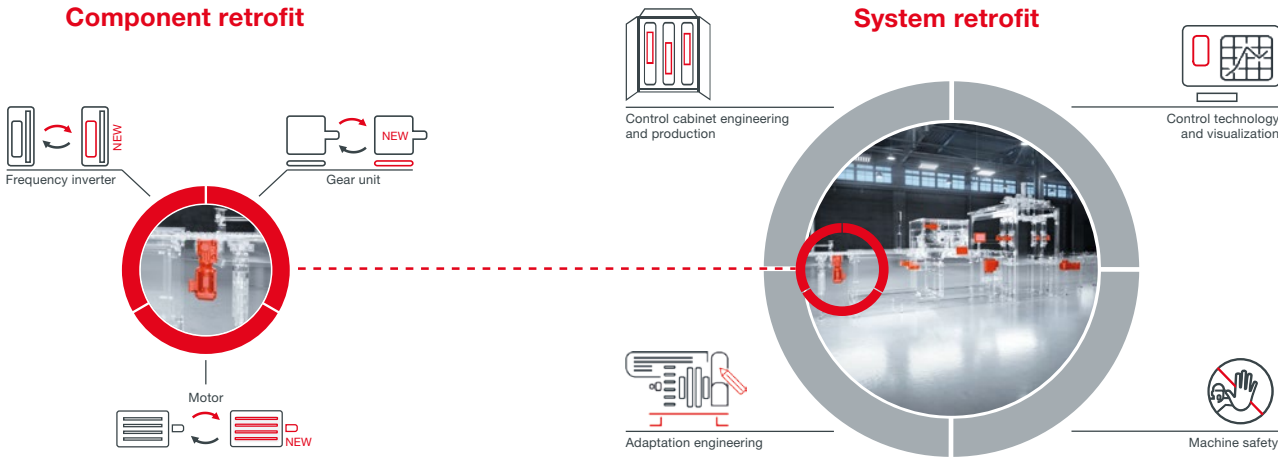 Component retrofit
NEW
Frequency inverter
NEW
Gear unit
Motor
NEW
System retrofit
Control cabinet engineering
and production
Control technology
and visualization
Adaptation engineering
Machine safety